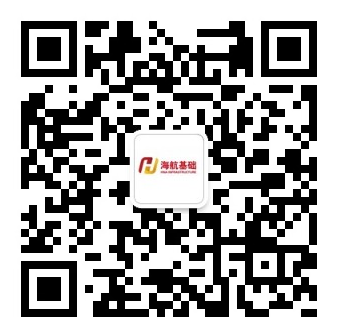 海航基础
HNA INFRASTRUCTURE